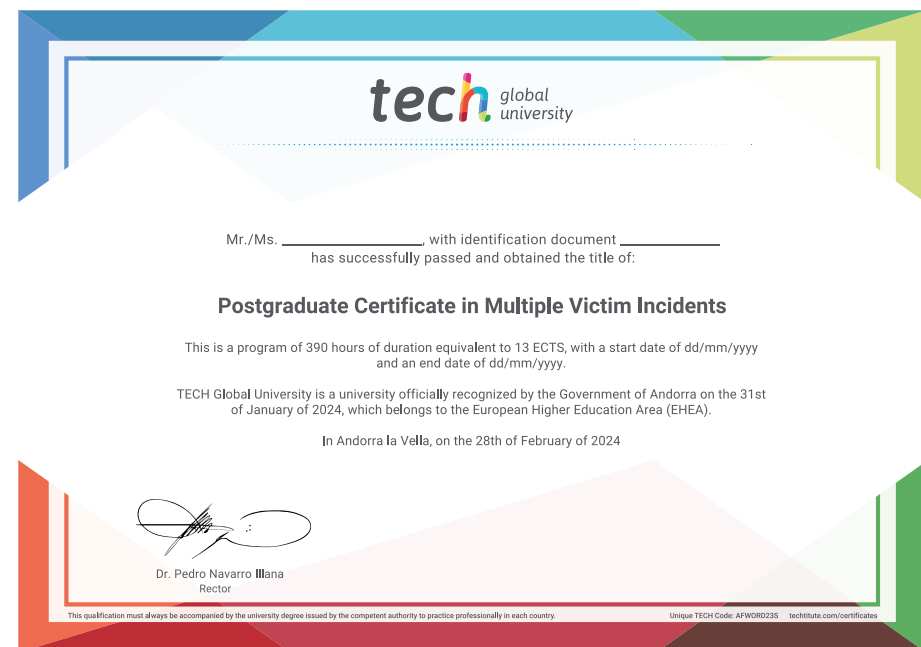 tech global university
Mr./Ms. ____________, with identification document ____________
has successfully passed and obtained the title of:
Postgraduate Certificate in Multiple Victim Incidents
This is a program of 390 hours of duration equivalent to 13 ECTS, with a start date of dd/mm/yyyy
and an end date of dd/mm/yyyy.
TECH Global University is a university officially recognized by the Government of Andorra on the 31st
of January of 2024, which belongs to the European Higher Education Area (EHEA).
In Andorra la Vella, on the 28th of February of 2024
Dr. Pedro Navarro Illana
Rector
This qualification must always be accompanied by the university degree issued by the competent authority to practice professionally in each country.
Unique TECH Code: AFWORD23S techtitute.com/certificates